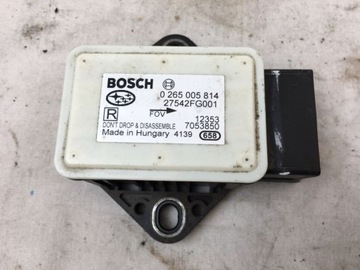 BOSCH
0 265 005 814
27542FG001
R
FOV
12353
DON'T DROP & DISASSEMBLE 7053850
Made in Hungary 4139 658